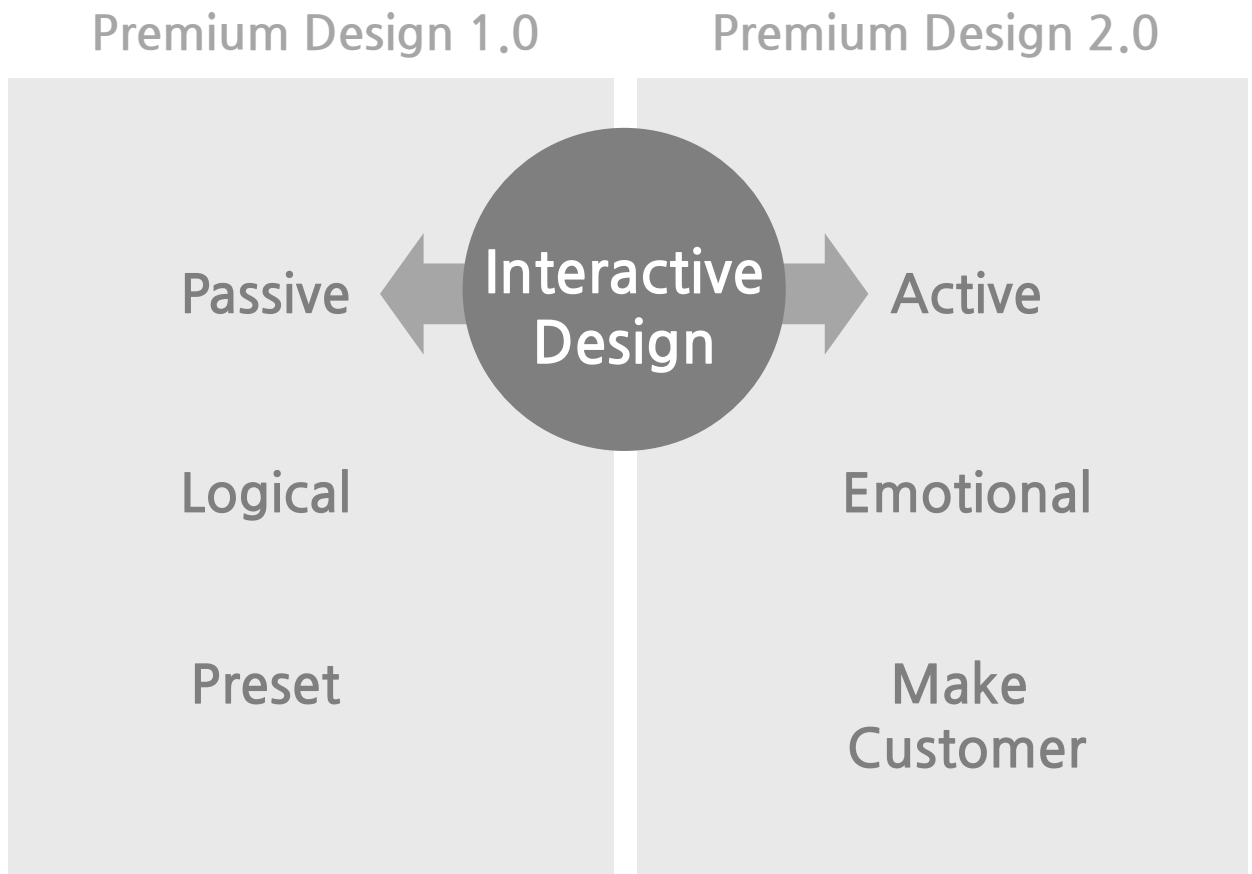 Premium Design 1.0
Premium Design 2.0
Passive
Interactive
Design
Active
Logical
Emotional
Preset
Make
Customer